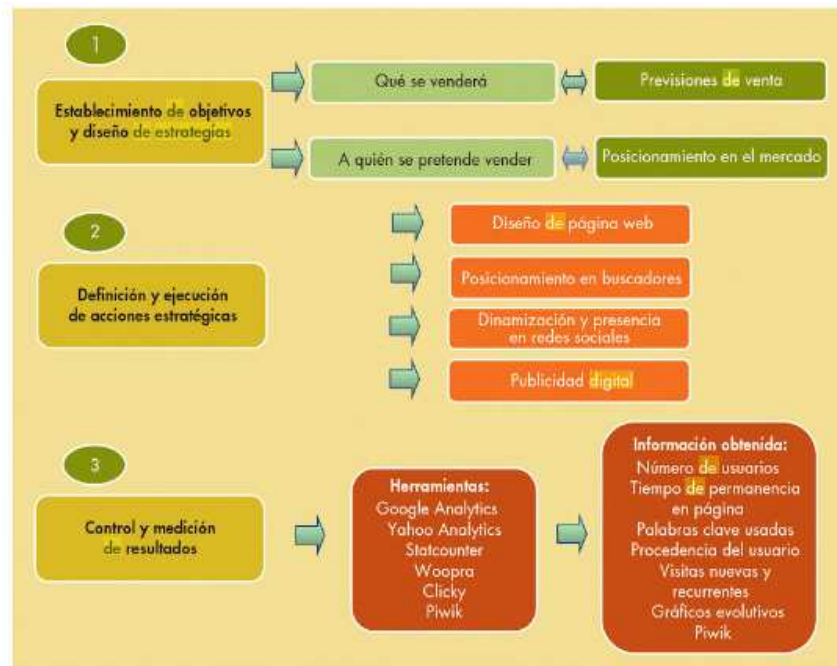 1
Establecimiento de objetivos
y diseño de estrategias
Qué se venderá
Previsiones de venta
A quién se pretende vender
Posicionamiento en el mercado
2
Definición y ejecución
de acciones estratégicas
Diseño de página web
Posicionamiento en buscadores
Dinamización y presencia
en redes sociales
Publicidad digital
3
Control y medición
de resultados
Herramientas:
Google Analytics
Yahoo Analytics
Statcounter
Woopra
Clicky
Piwik
Información obtenida:
Número de usuarios
Tiempo de permanencia
en página
Palabras clave usadas
Procedencia del usuario
Visitas nuevas y
recurrentes
Gráficos evolutivos
Piwik